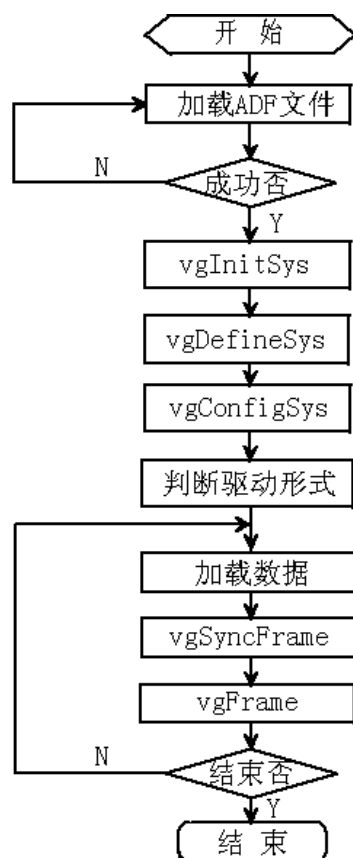 开 始
加载ADF文件
N
成功否
Y
vgInitSys
vgDefineSys
vgConfigSys
判断驱动形式
加载数据
vgSyncFrame
vgFrame
N
结束否
Y
结 束